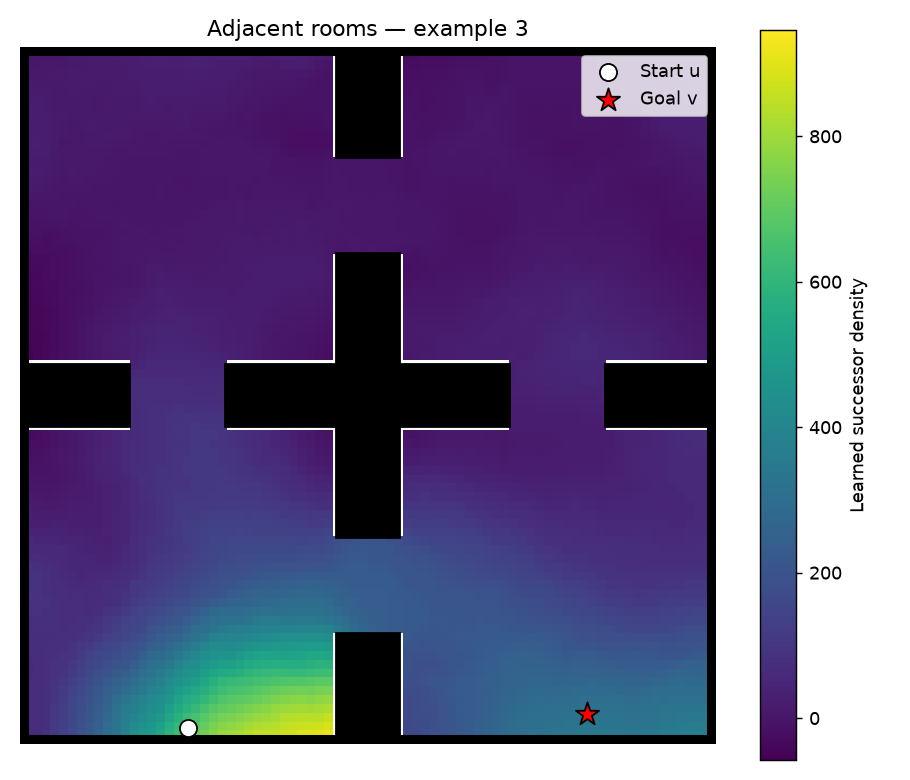 Adjacent rooms — example 3
Start u
Goal v
800
600
400
200
0
Learned successor density